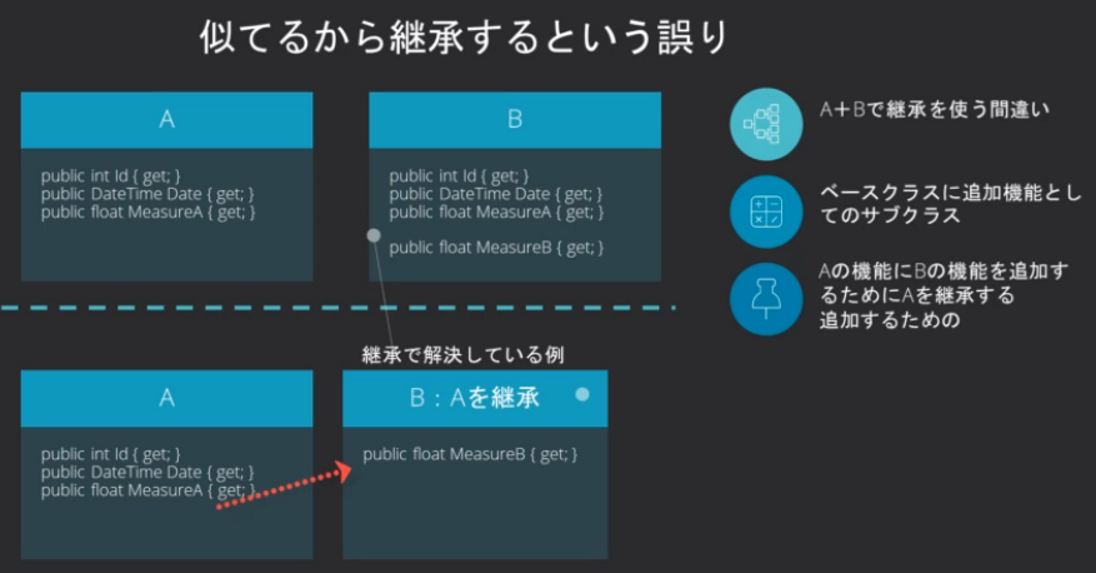 似てるから継承するという誤り
A
public int Id { get; }
public DateTime Date { get; }
public float MeasureA { get; }
B
public int Id { get; }
public DateTime Date { get; }
public float MeasureA { get; }
public float MeasureB { get; }
A+Bで継承を使う間違い
ベースクラスに追加機能とし
てのサブクラス
Aの機能にBの機能を追加す
るためにAを継承する
追加するための
A
public int Id { get; }
public DateTime Date { get; }
public float MeasureA { get; }
継承で解決している例
B：Aを継承
public float MeasureB { get; }